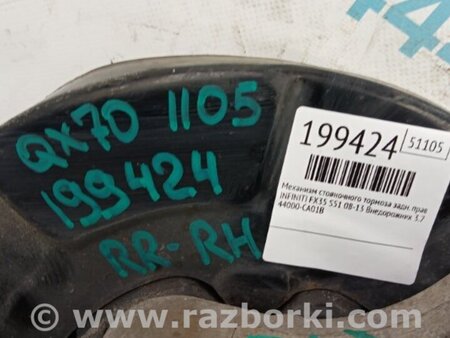 QX70 1105
199424
RR-RH
199424 51105
Механизм стояночного тормоза задн. прав
INFINITI FX35 S51 08-13 Внедорожник 3.7
44000-CA01B
www.razborki.com